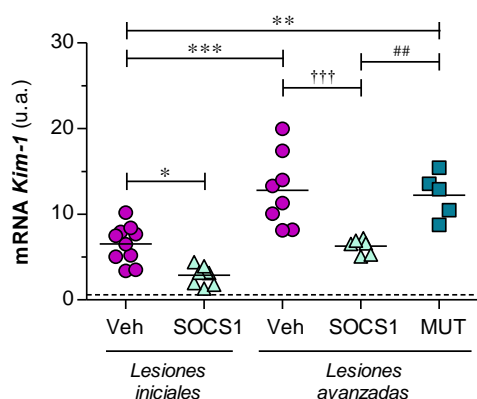 **
***
##
†††
*
mRNA Kim-1 (u.a.)
30
20
10
0
Veh SOCS1 Veh SOCS1 MUT
Lesiones iniciales
Lesiones avanzadas